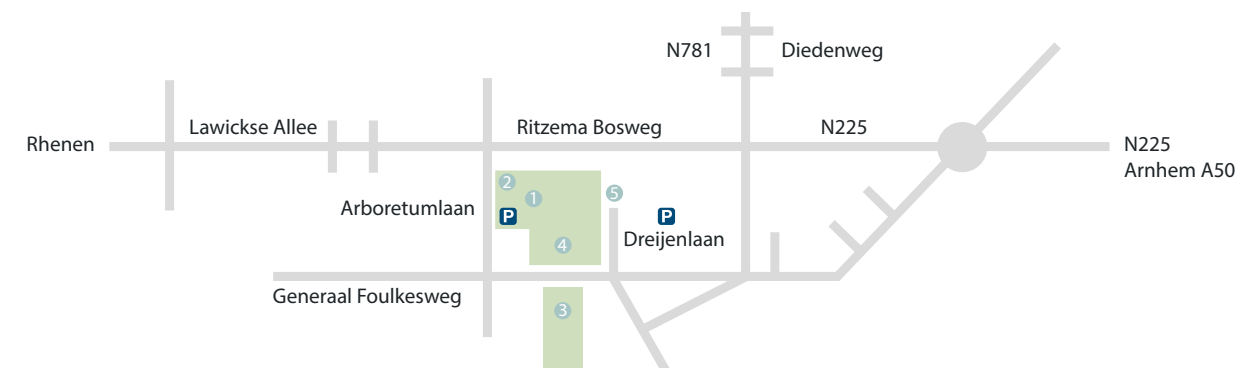 N781
Diedenweg
Lawickse Allee
Ritzema Bosweg
N225
Rhenen
N225
Arnhem A50
2
1
5
Arboretumlaan
P
P
Dreijenlaan
4
Generaal Foulkesweg
3